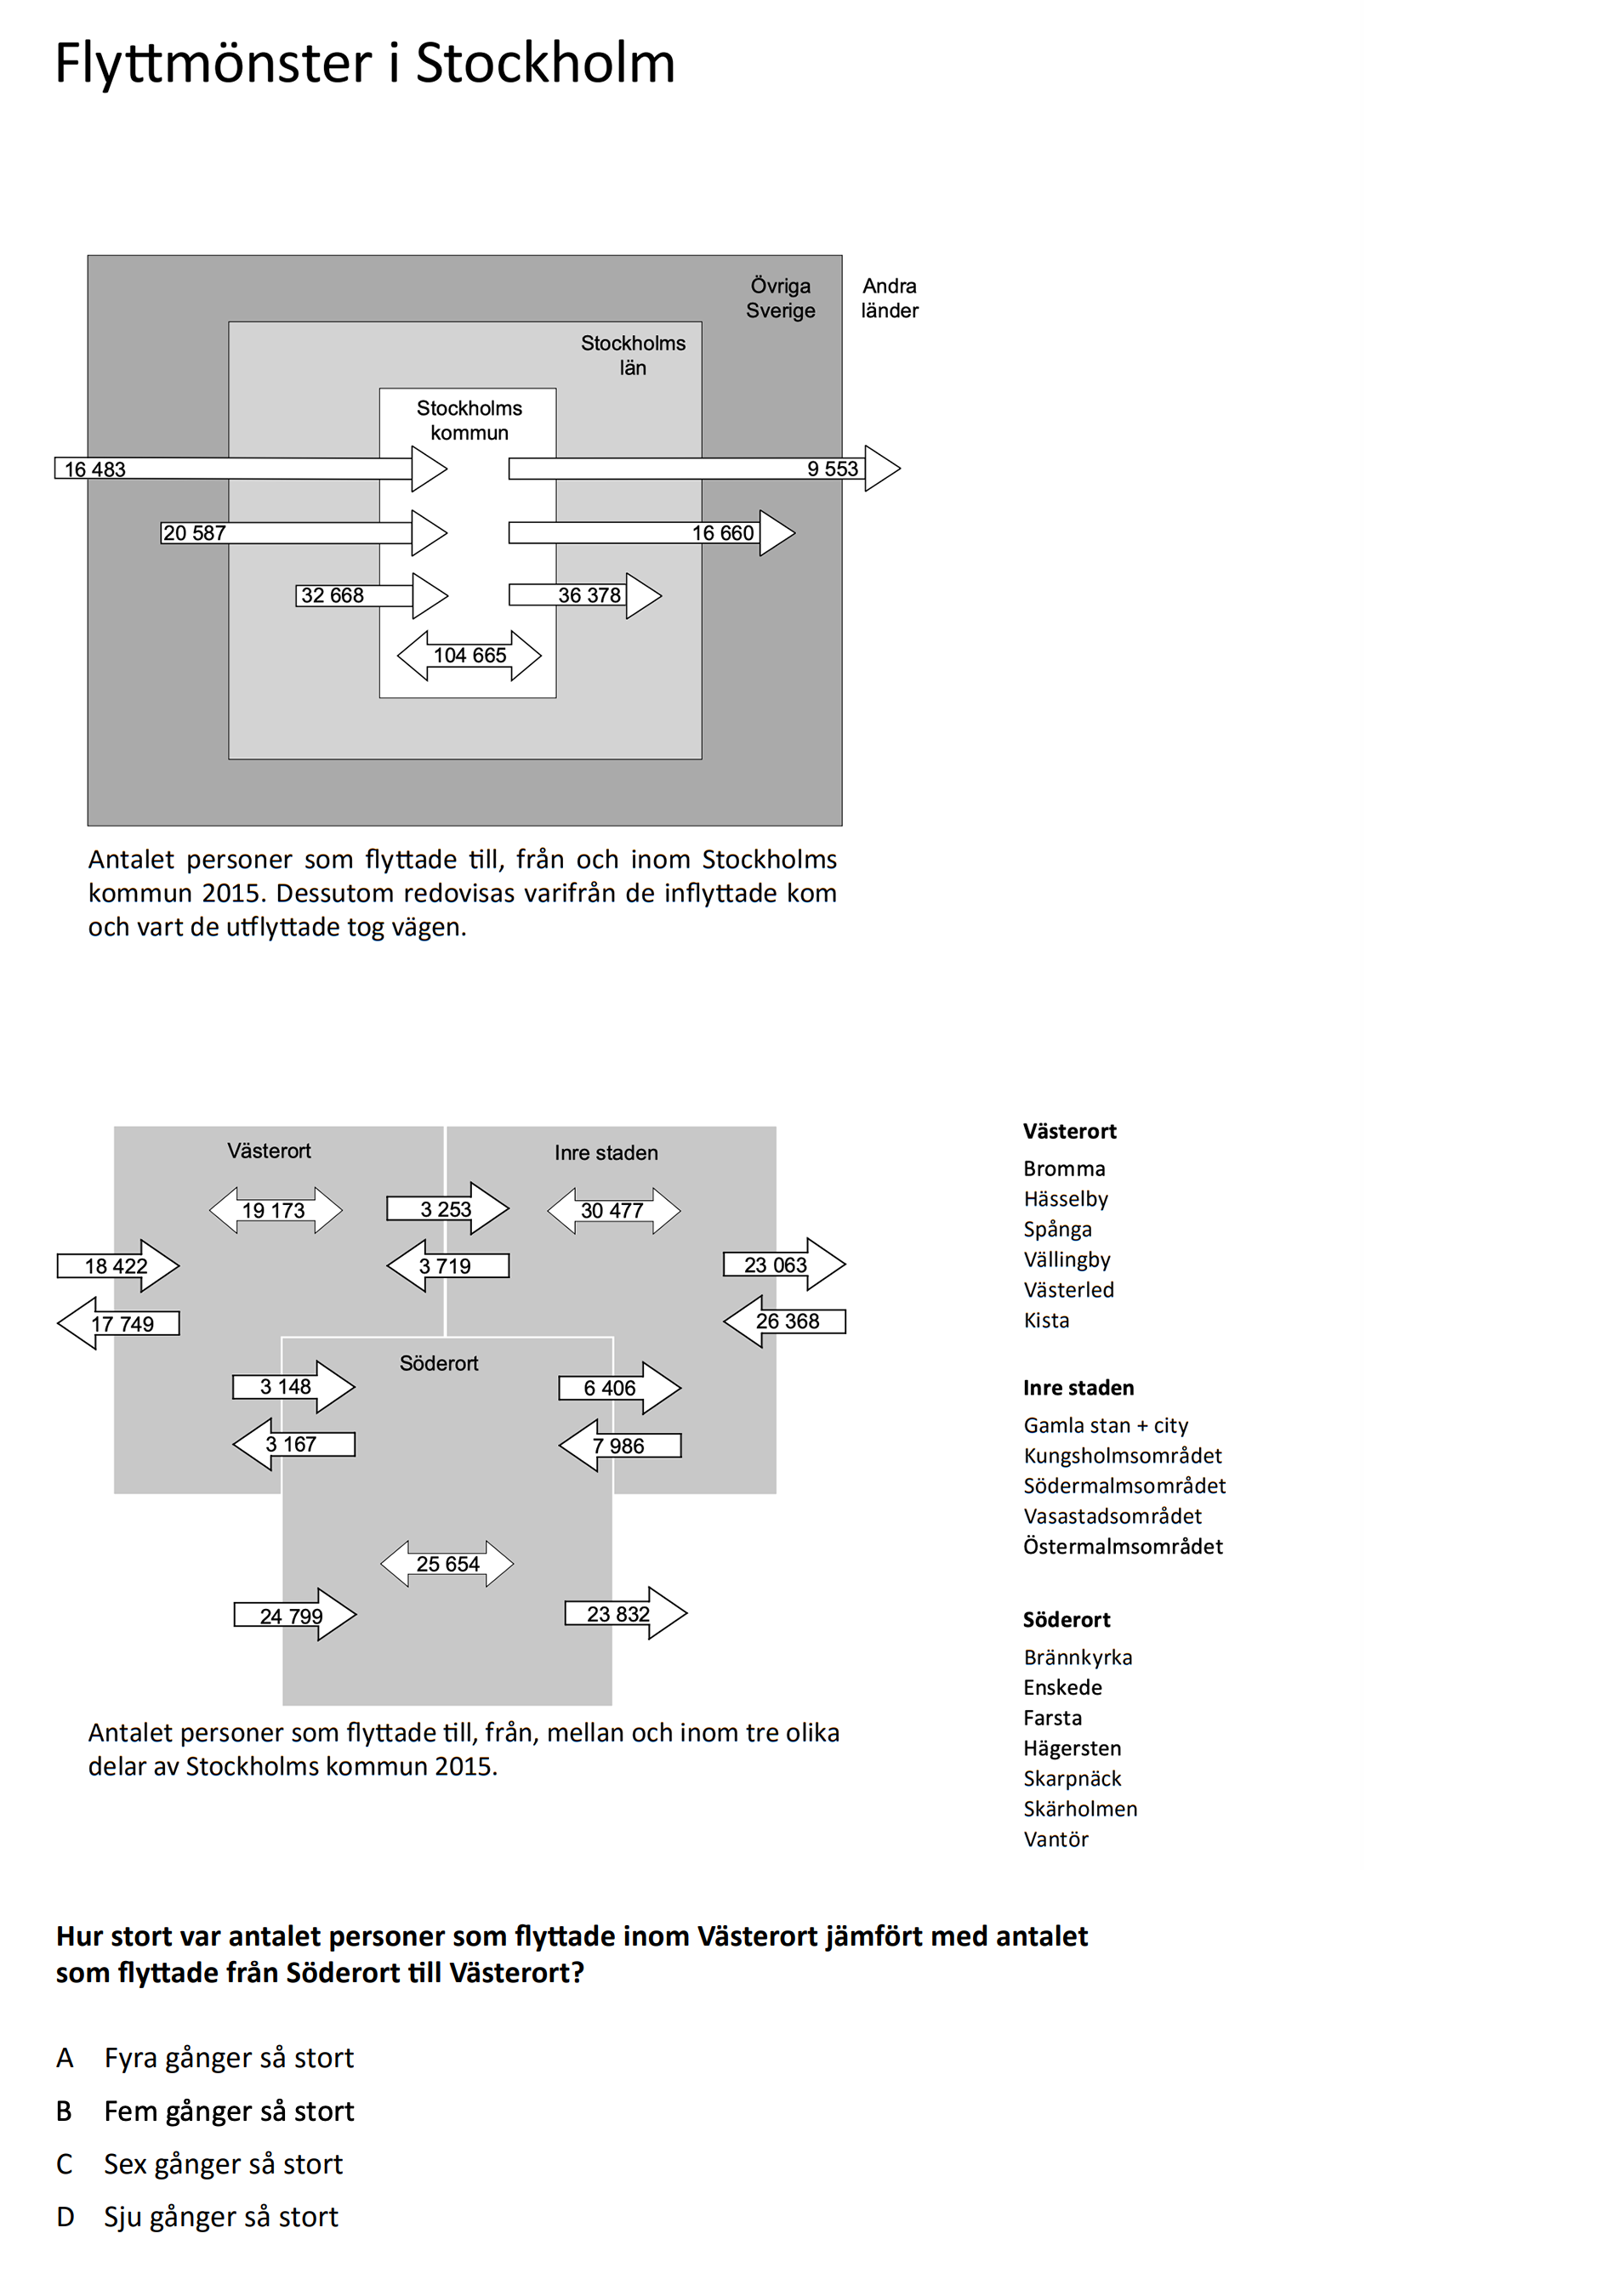 Flyttmönster i Stockholm
Övriga
Sverige
Andra
länder
Stockholms
län
Stockholms
kommun
16 483
9 553
20 587
16 660
32 668
36 378
104 665
Antalet personer som flyttade till, från och inom Stockholms
kommun 2015. Dessutom redovisas varifrån de inflyttade kom
och vart de utflyttade tog vägen.
Västerort
Inre staden
19 173
3 253
30 477
18 422
3 719
23 063
17 749
26 368
Söderort
3 148
6 406
3 167
7 986
25 654
24 799
23 832
Antalet personer som flyttade till, från, mellan och inom tre olika
delar av Stockholms kommun 2015.
Västerort
Bromma
Hässelby
Spånga
Vällingby
Västerled
Kista
Inre staden
Gamla stan + city
Kungsholmsområdet
Södermalmsområdet
Vasastadsområdet
Östermalmsområdet
Söderort
Brännkyrka
Enskede
Farsta
Hägersten
Skarpnäck
Skärholmen
Vantör
Hur stort var antalet personer som flyttade inom Västerort jämfört med antalet
som flyttade från Söderort till Västerort?
A Fyra gånger så stort
B Fem gånger så stort
C Sex gånger så stort
D Sju gånger så stort